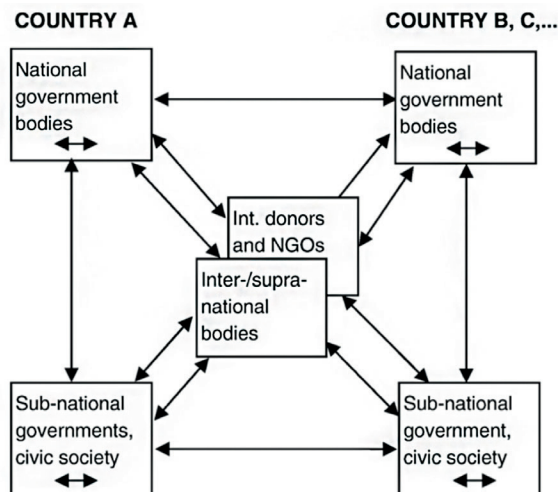 COUNTRY A
COUNTRY B, C,...
National
government
bodies
National
government
bodies
Int. donors
and NGOs
Inter-/supra-
national
bodies
Sub-national
governments,
civic society
Sub-national
government,
civic society